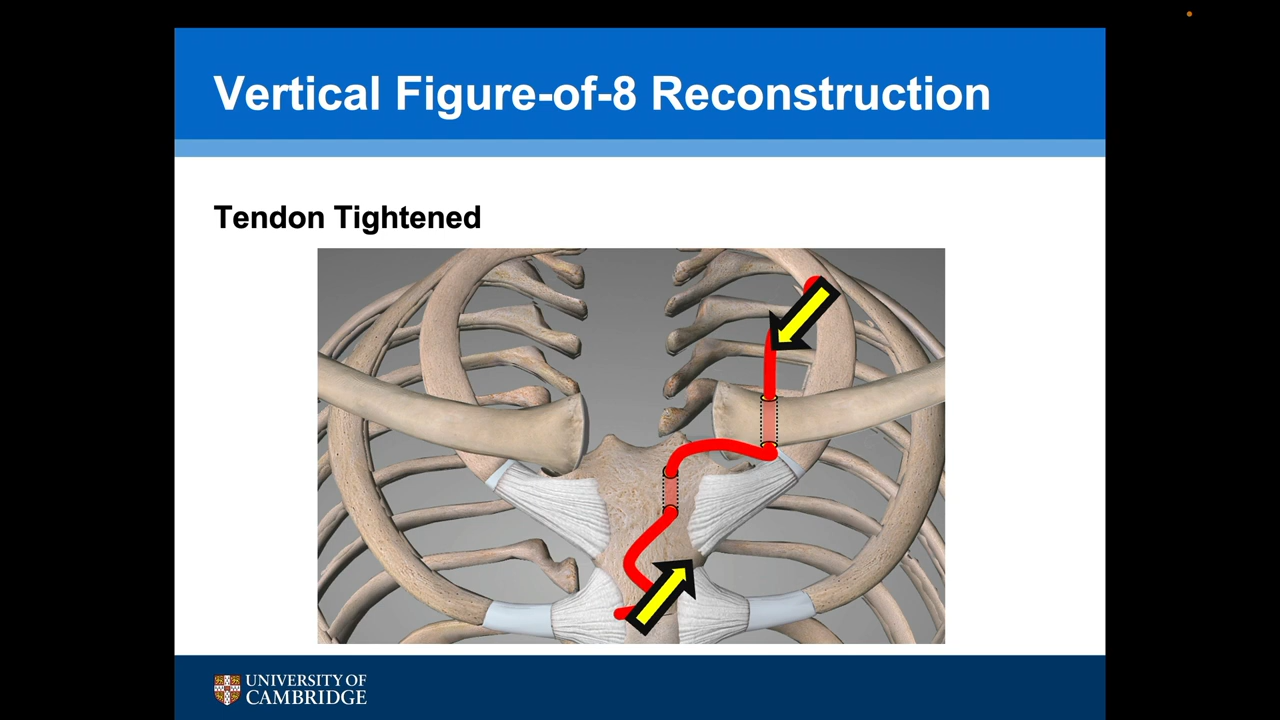 Vertical Figure-of-8 Reconstruction
Tendon Tightened
UNIVERSITY OF
CAMBRIDGE